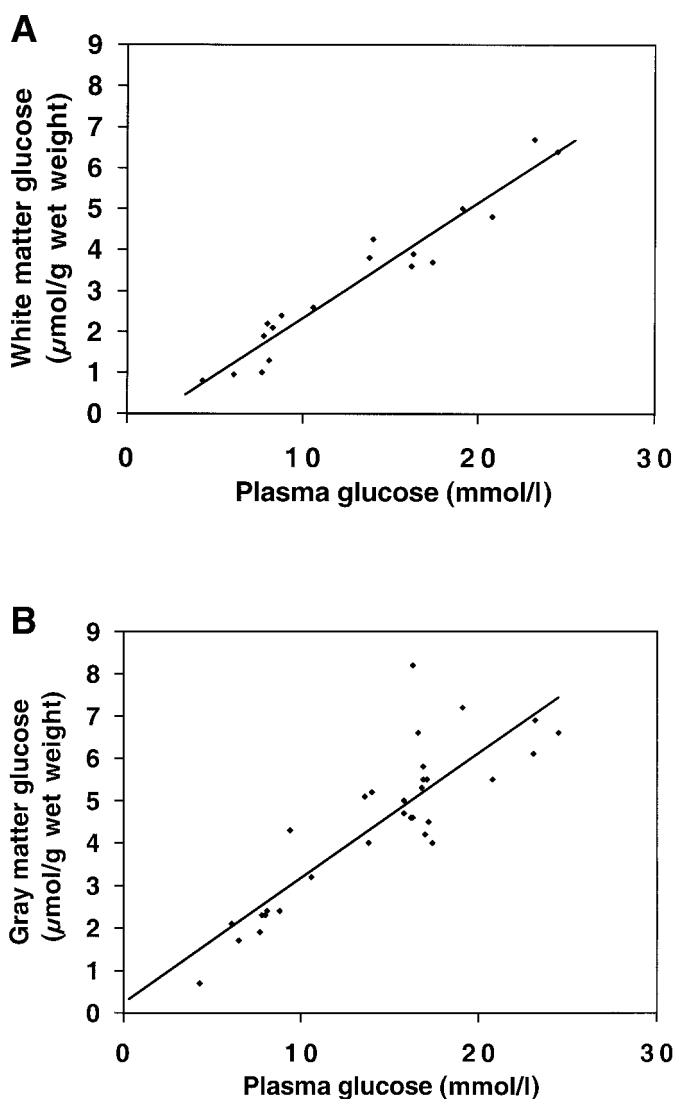 A
9
8
7
6
5
4
3
2
1
0
White matter glucose
(µmol/g wet weight)
0 10 20 30
Plasma glucose (mmol/l)
B
9
8
7
6
5
4
3
2
1
0
Gray matter glucose
(µmol/g wet weight)
0 10 20 30
Plasma glucose (mmol/l)